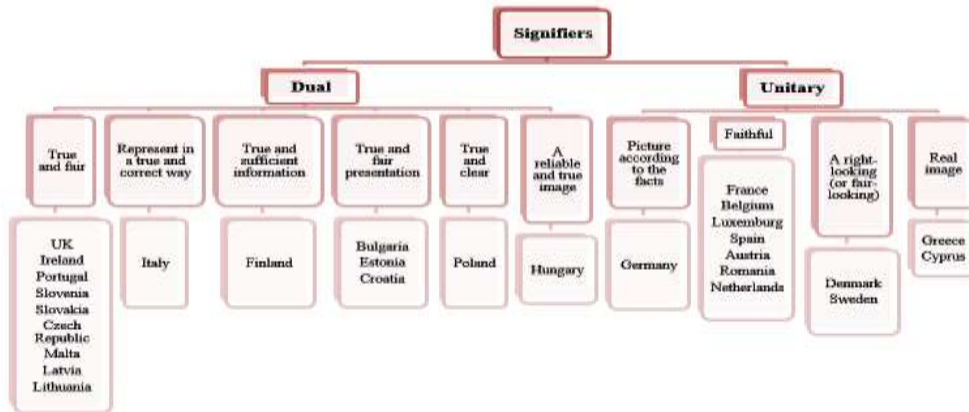 Signifiers
Dual
Unitary
True
and fair
Represent in
a true and
correct way
True and
sufficient
information
True and
fair
presentation
True
and
clear
A
reliable
and true
image
Picture
according
to the
facts
Faithful
A right-
looking
(or fair-
looking)
Real
image
UK
Ireland
Portugal
Slovenia
Slovakia
Czech
Republic
Malta
Latvia
Lithuania
Italy
Finland
Bulgaria
Estonia
Croatia
Poland
Hungary
Germany
France
Belgium
Luxemburg
Spain
Austria
Romania
Netherlands
Denmark
Sweden
Greece
Cyprus